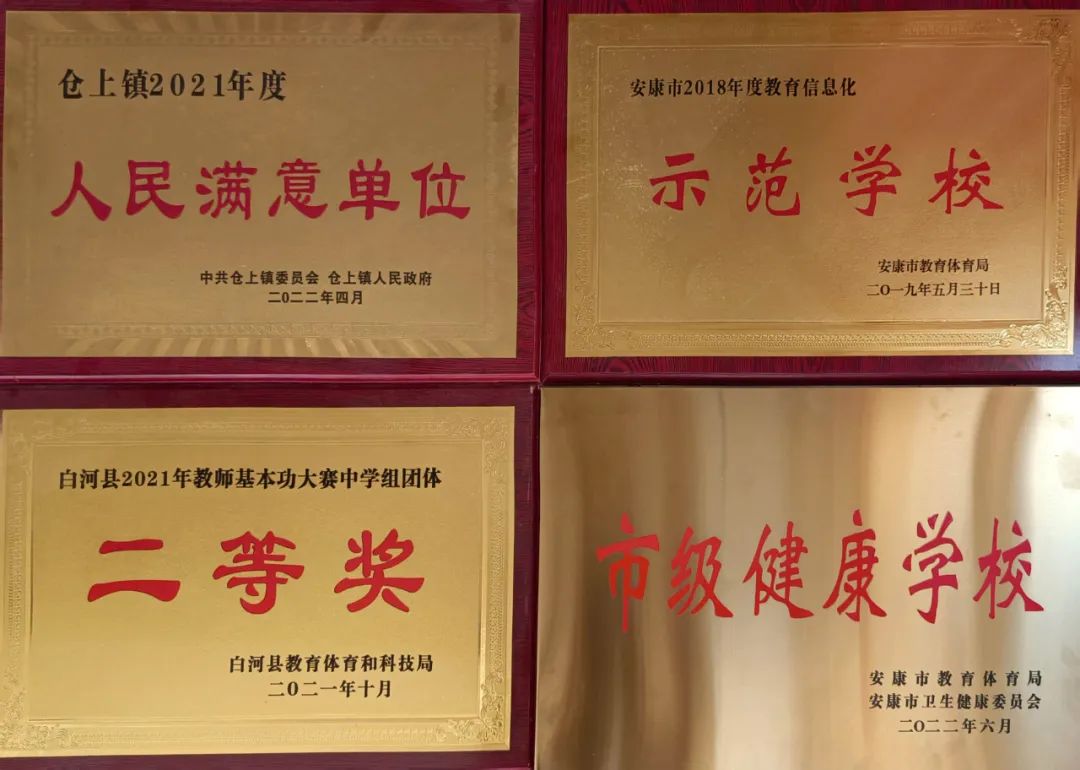 仓上镇2021年度
人民满意单位
中共仓上镇委员会 仓上镇人民政府
二〇二二年四月
安康市2018年度教育信息化
示范学校
安康市教育体育局
二〇一九年五月三十日
白河县2021年教师基本功大赛中学组团体
二等奖
白河县教育体育和科技局
二〇二一年十月
市级健康学校
安康市教育体育局
安康市卫生健康委员会
二〇二二年六月